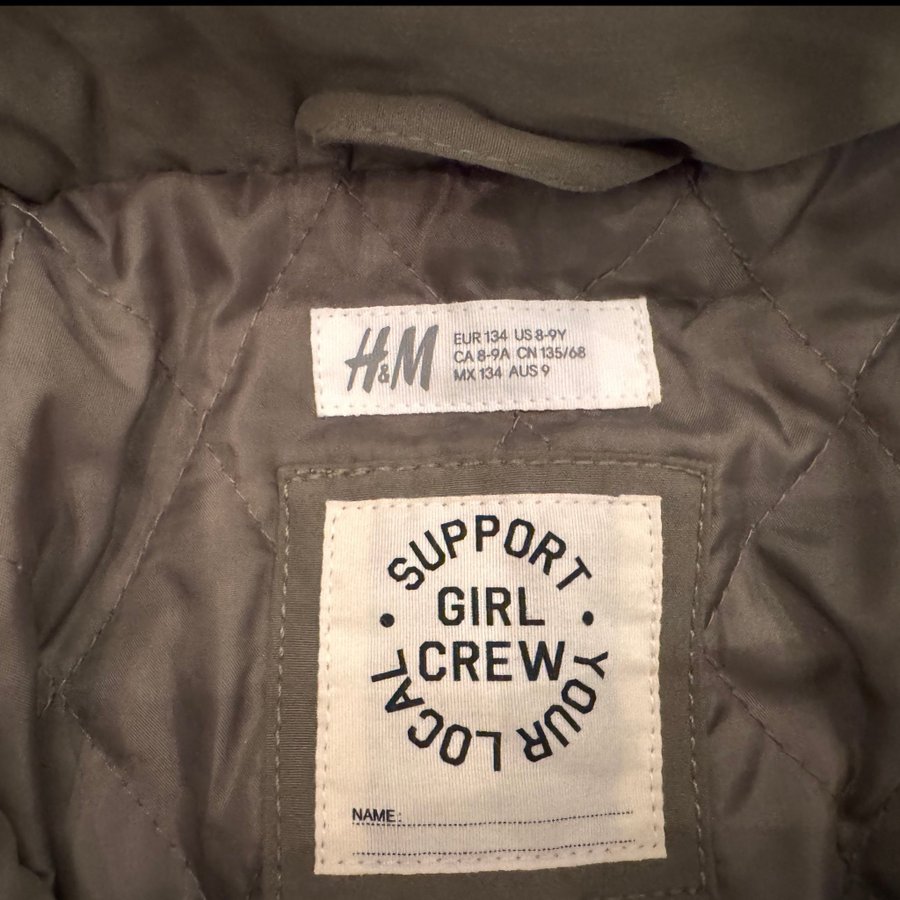 H&M
EUR 134 US 8-9Y
CA 8-9A CN 135/68
MX 134 AUS 9
SUPPORT
GIRL
CREW
YOUR LOCAL
NAME: